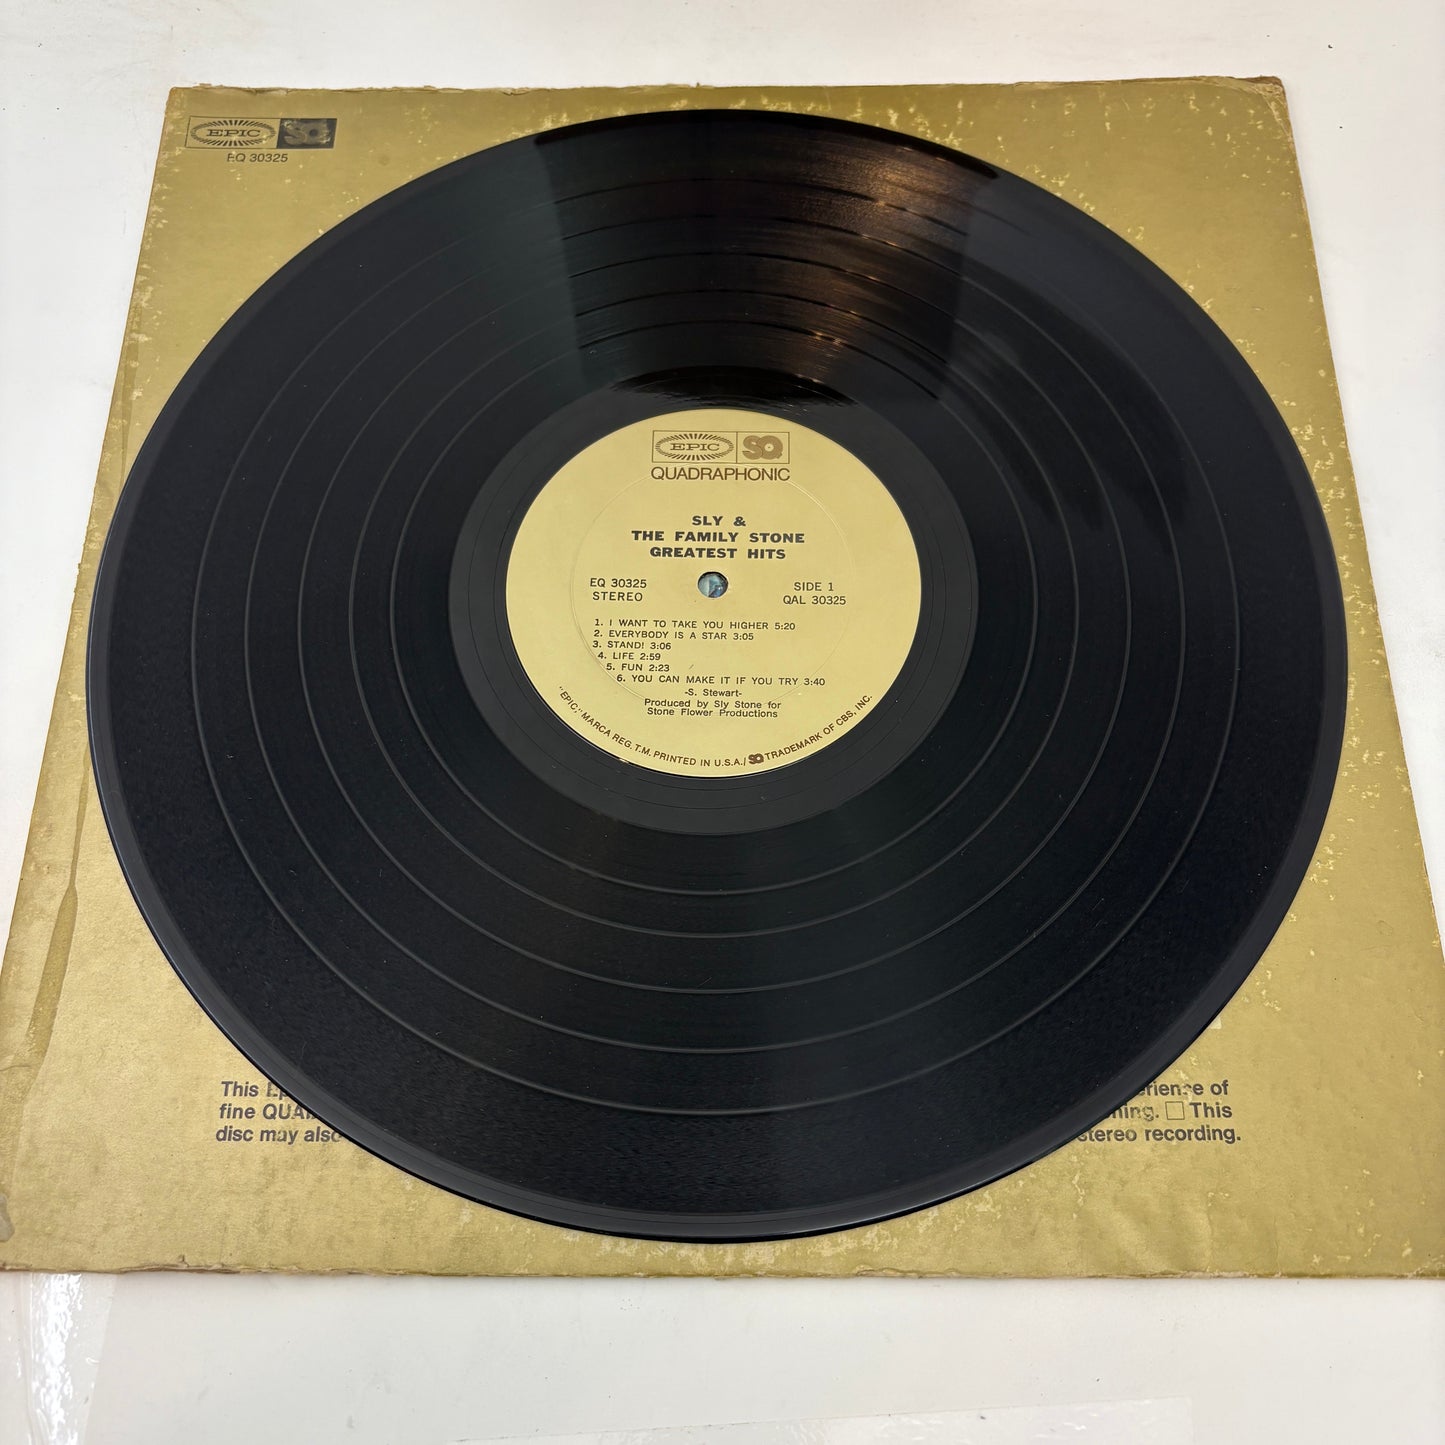 EPIC SQ
EQ 30325
EPIC SQ
QUADRAPHONIC
SLY &
THE FAMILY STONE
GREATEST HITS
EQ 30325
STEREO
SIDE 1
QAL 30325
1. I WANT TO TAKE YOU HIGHER 5:20
2. EVERYBODY IS A STAR 3:05
3. STAND! 3:06
4. LIFE 2:59
5. FUN 2:23
6. YOU CAN MAKE IT IF YOU TRY 3:40
-S. Stewart-
Produced by Sly Stone for
Stone Flower Productions
"EPIC," MARCA REG. T.M. PRINTED IN U.S.A./ SQ TRADEMARK OF CBS, INC.
This of
fine □ This
disc may also stereo recording.